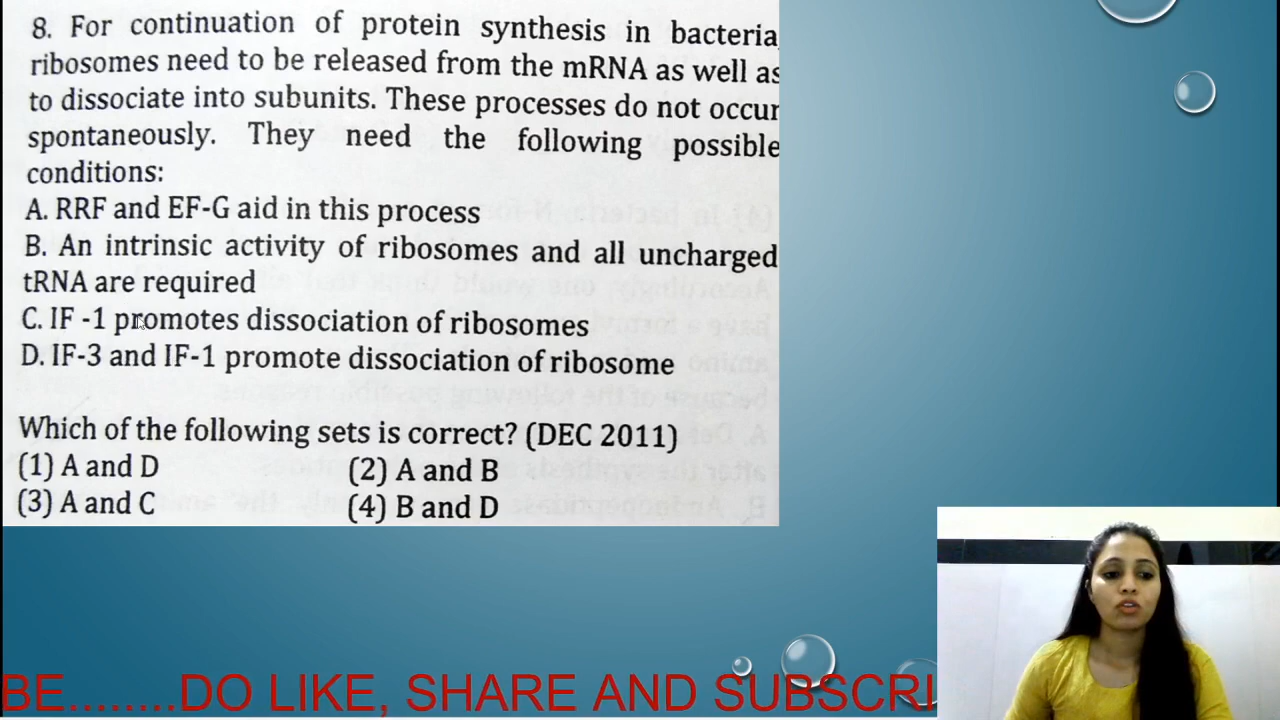 8. For continuation of protein synthesis in bacteria,
ribosomes need to be released from the mRNA as well as
to dissociate into subunits. These processes do not occur
spontaneously. They need the following possible
conditions:
A. RRF and EF-G aid in this process
B. An intrinsic activity of ribosomes and all uncharged
tRNA are required
C. IF -1 promotes dissociation of ribosomes
D. IF-3 and IF-1 promote dissociation of ribosome
Which of the following sets is correct? (DEC 2011)
(1) A and D (2) A and B
(3) A and C (4) B and D
BE........DO LIKE, SHARE AND SUBSCRI